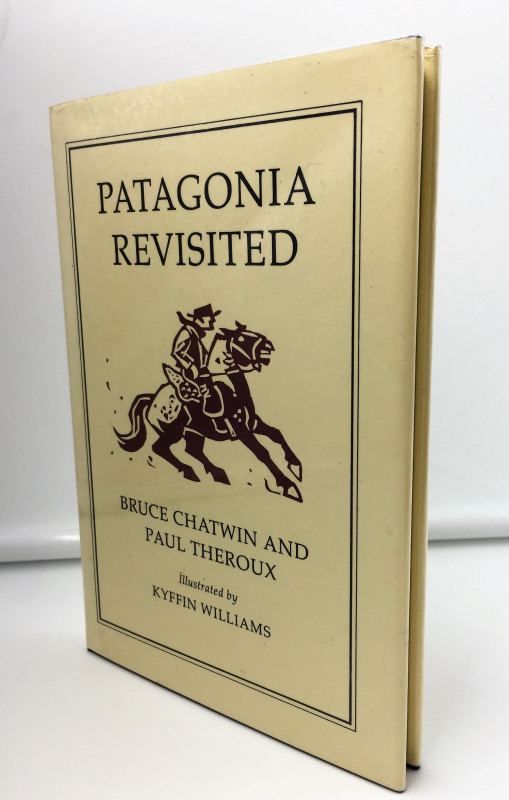 PATAGONIA
REVISITED
BRUCE CHATWIN AND
PAUL THEROUX
Illustrated by
KYFFIN WILLIAMS